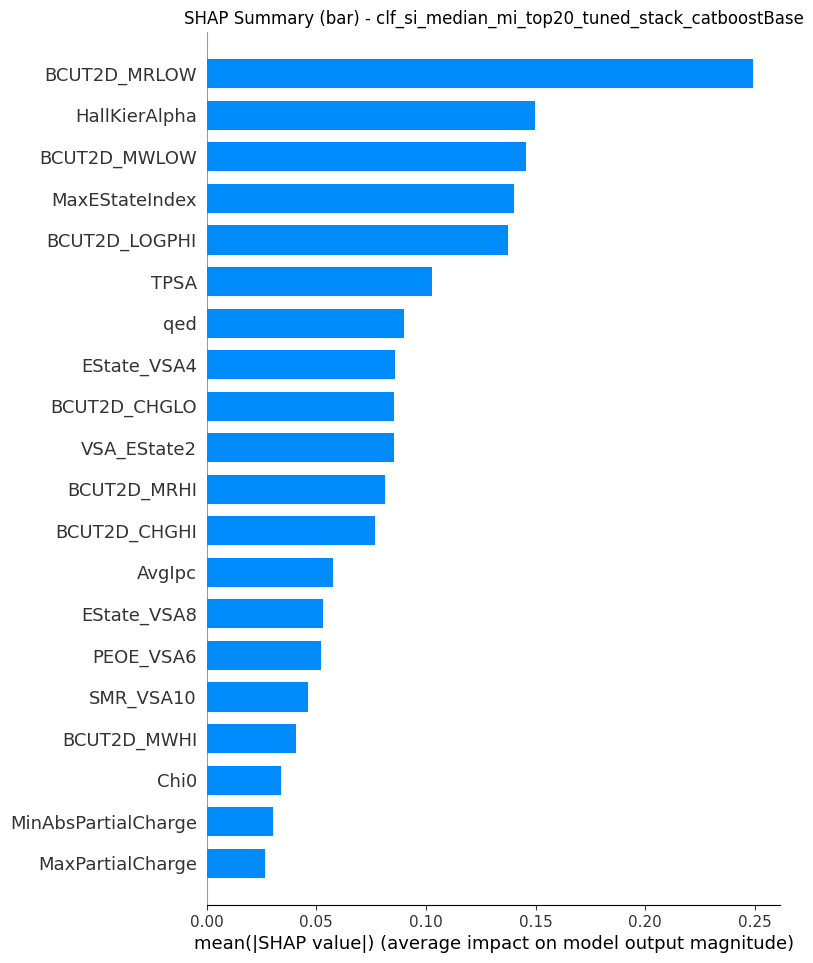 SHAP Summary (bar) - clf_si_median_mi_top20_tuned_stack_catboostBase
BCUT2D_MRLOW
HallKierAlpha
BCUT2D_MWLOW
MaxEStateIndex
BCUT2D_LOGPHI
TPSA
qed
EState_VSA4
BCUT2D_CHGLO
VSA_EState2
BCUT2D_MRHI
BCUT2D_CHGHI
AvgIpc
EState_VSA8
PEOE_VSA6
SMR_VSA10
BCUT2D_MWHI
Chi0
MinAbsPartialCharge
MaxPartialCharge
0.00 0.05 0.10 0.15 0.20 0.25
mean(|SHAP value|) (average impact on model output magnitude)